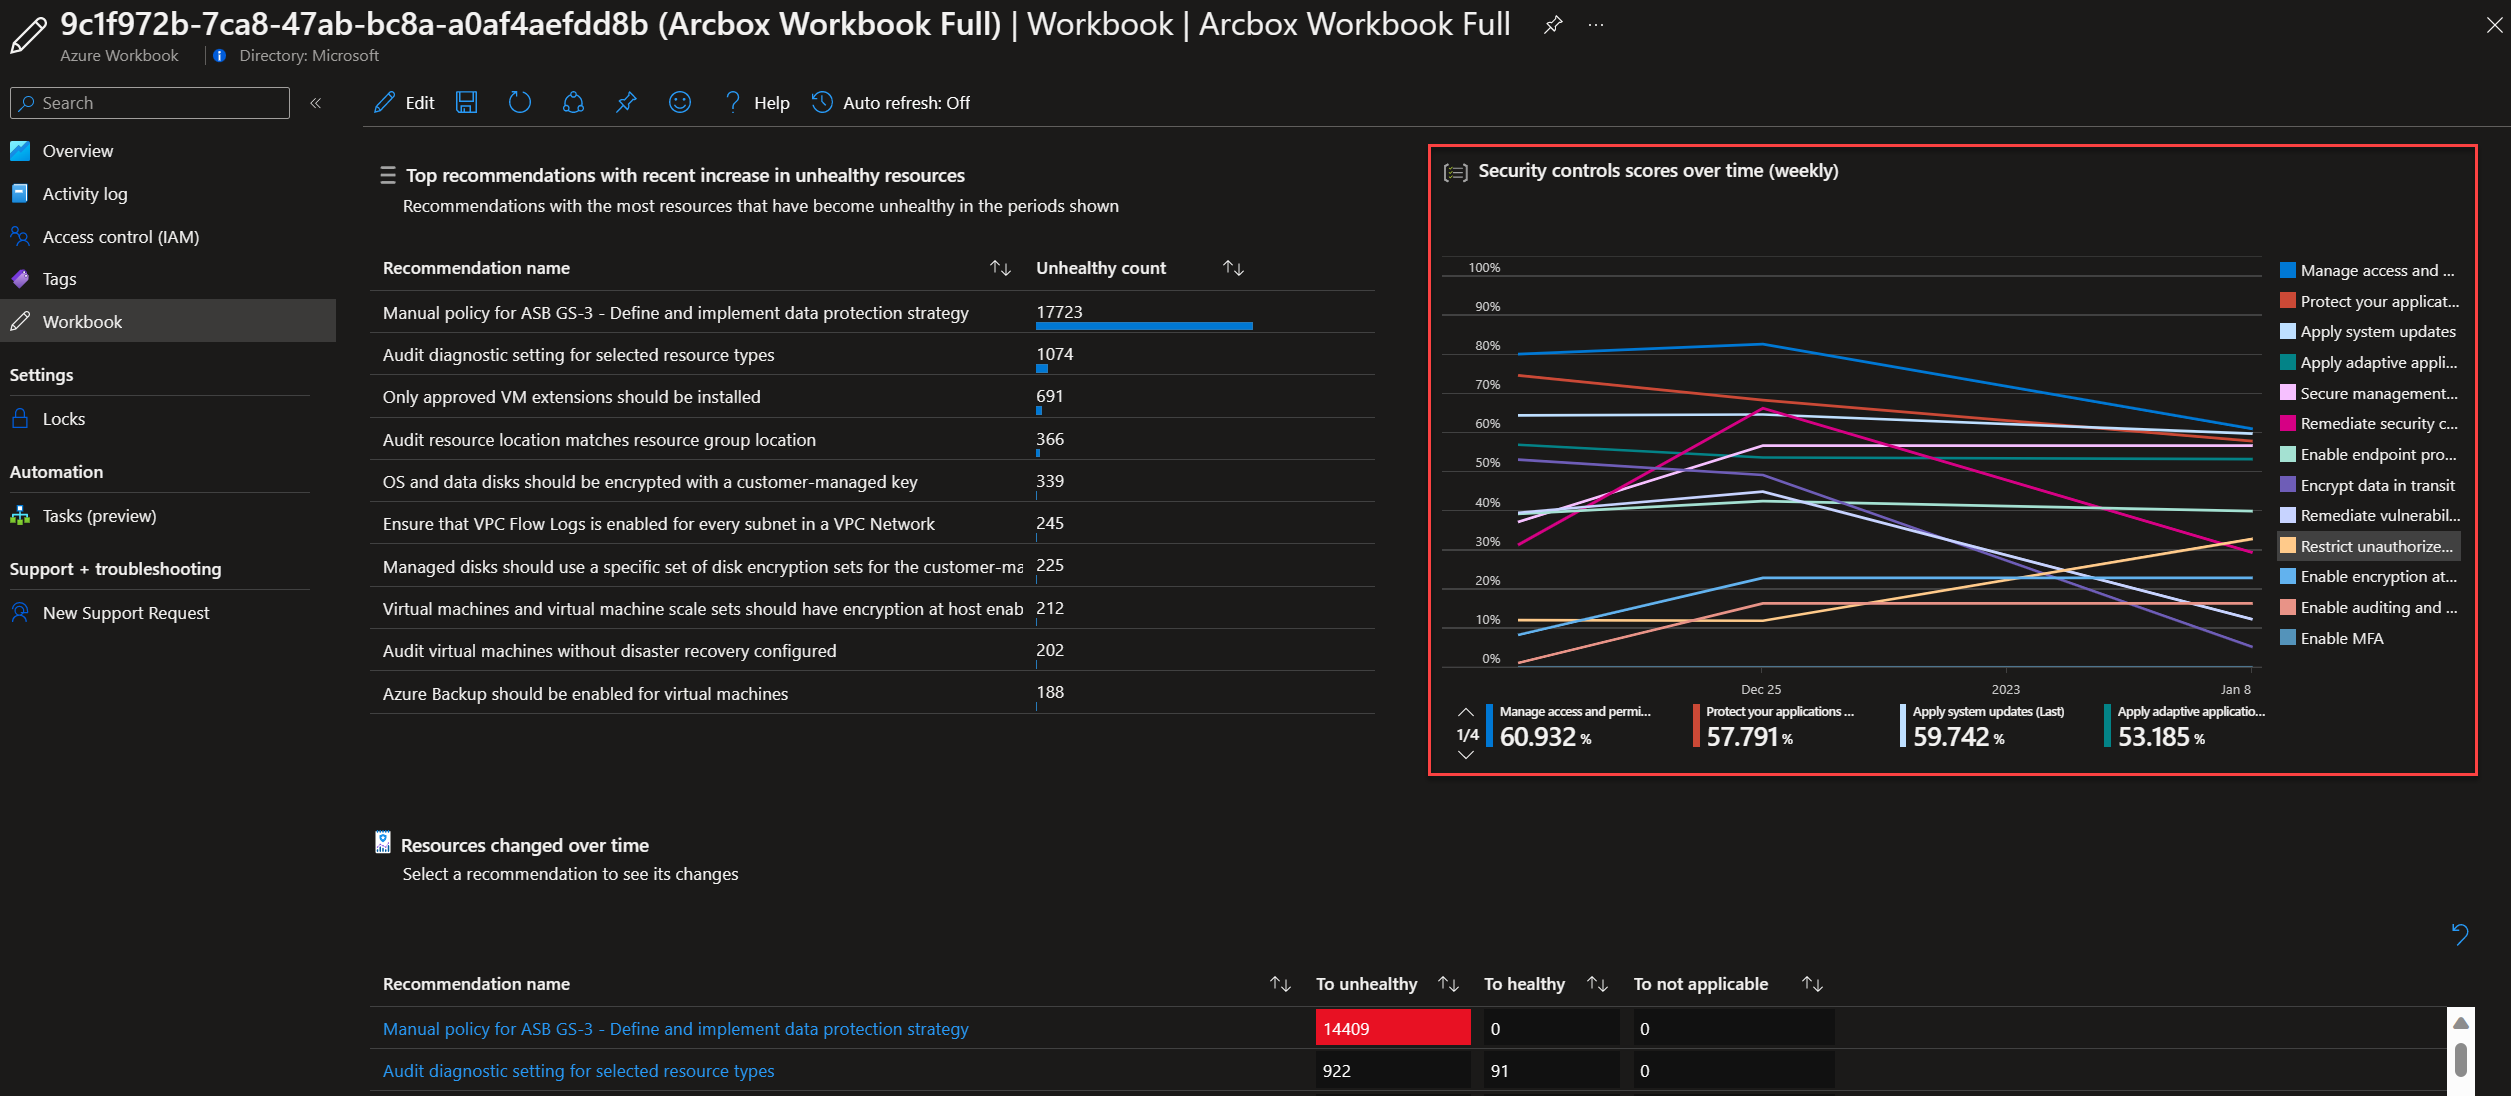 9c1f972b-7ca8-47ab-bc8a-a0af4aefdd8b (Arcbox Workbook Full) | Workbook | Arcbox Workbook Full
Azure Workbook
Directory: Microsoft
Search
Overview
Activity log
Access control (IAM)
Tags
Workbook
Settings
Locks
Automation
Tasks (preview)
Support + troubleshooting
New Support Request
Edit
Help
Auto refresh: Off
Top recommendations with recent increase in unhealthy resources
Recommendations with the most resources that have become unhealthy in the periods shown
Recommendation name Unhealthy count
Manual policy for ASB GS-3 - Define and implement data protection strategy 17723
Audit diagnostic setting for selected resource types 1074
Only approved VM extensions should be installed 691
Audit resource location matches resource group location 366
OS and data disks should be encrypted with a customer-managed key 339
Ensure that VPC Flow Logs is enabled for every subnet in a VPC Network 245
Managed disks should use a specific set of disk encryption sets for the customer-ma 225
Virtual machines and virtual machine scale sets should have encryption at host enab 212
Audit virtual machines without disaster recovery configured 202
Azure Backup should be enabled for virtual machines 188
Security controls scores over time (weekly)
100%
90%
80%
70%
60%
50%
40%
30%
20%
10%
0%
Dec 25 2023 Jan 8
Manage access and ...
Protect your applicat...
Apply system updates
Apply adaptive appli...
Secure management...
Remediate security c...
Enable endpoint pro...
Encrypt data in transit
Remediate vulnerabil...
Restrict unauthorize...
Enable encryption at...
Enable auditing and ...
Enable MFA
1/4
Manage access and permi...
60.932 %
Protect your applications ...
57.791 %
Apply system updates (Last)
59.742 %
Apply adaptive applicatio...
53.185 %
Resources changed over time
Select a recommendation to see its changes
Recommendation name To unhealthy To healthy To not applicable
Manual policy for ASB GS-3 - Define and implement data protection strategy 14409 0 0
Audit diagnostic setting for selected resource types 922 91 0